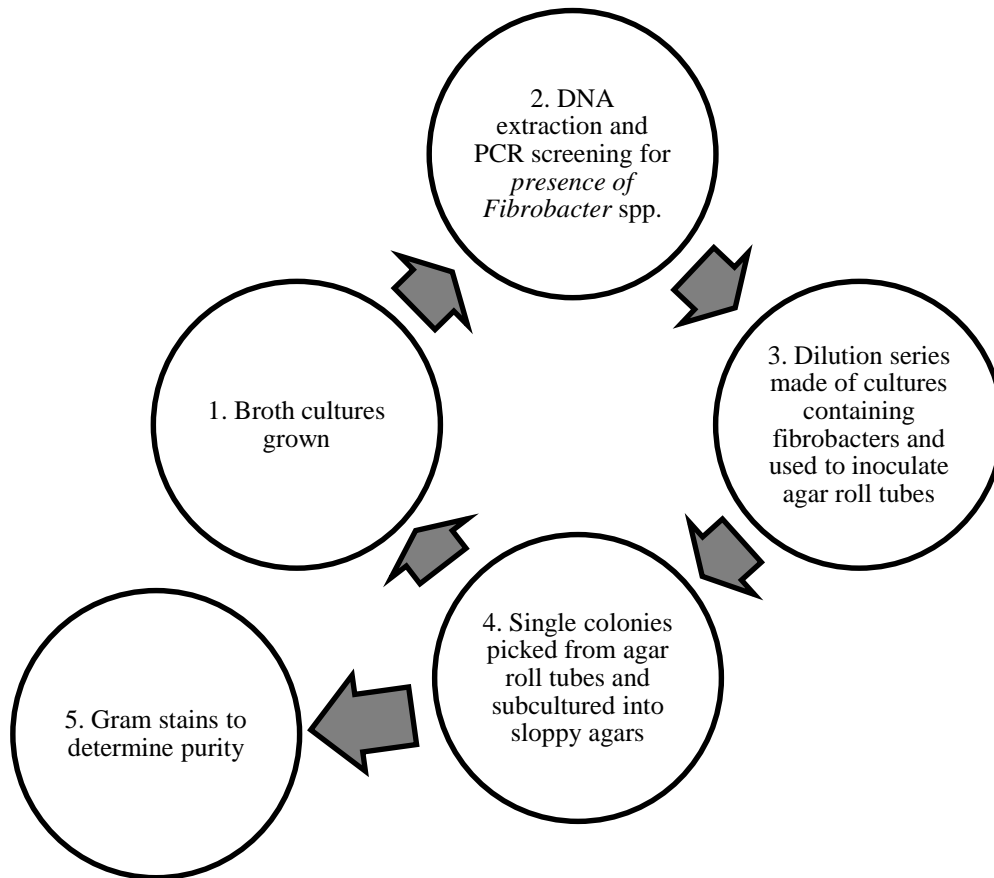 1. Broth cultures
grown
2. DNA
extraction and
PCR screening for
presence of
Fibrobacter spp.
3. Dilution series
made of cultures
containing
fibrobacters and
used to inoculate
agar roll tubes
4. Single colonies
picked from agar
roll tubes and
subcultured into
sloppy agars
5. Gram stains to
determine purity